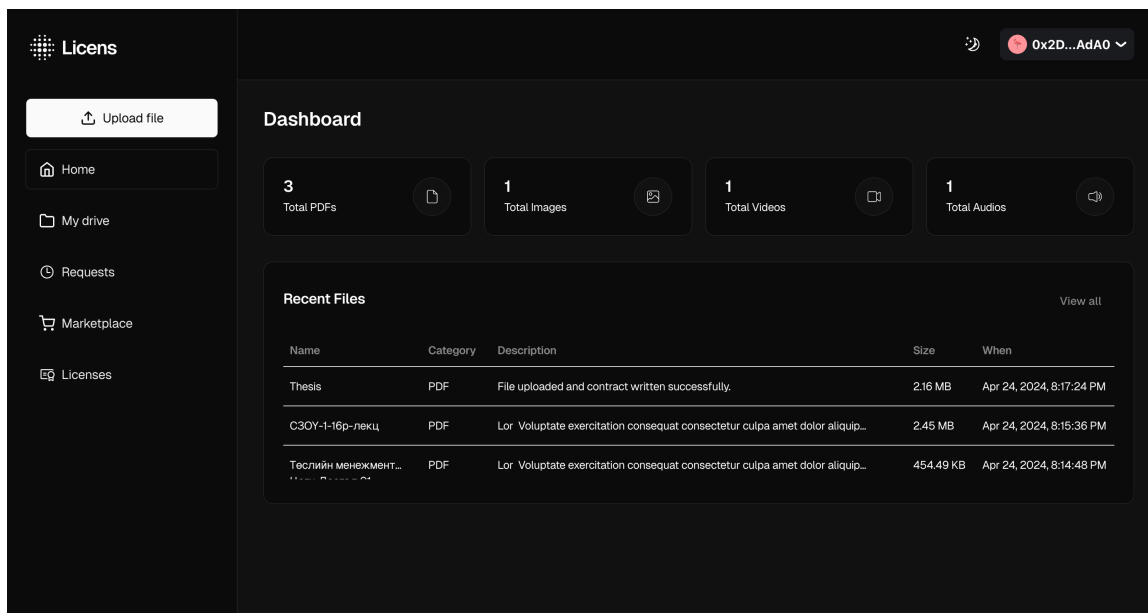 Licens
0x2D...AdA0
Upload file
Home
My drive
Requests
Marketplace
Licenses
Dashboard
3
Total PDFs
1
Total Images
1
Total Videos
1
Total Audios
Recent Files
View all
Name Category Description Size When
Thesis PDF File uploaded and contract written successfully. 2.16 MB Apr 24, 2024, 8:17:24 PM
СЗОУ-1-16р-лекц PDF Lor Voluptate exercitation consequat consectetur culpa amet dolor aliquip... 2.45 MB Apr 24, 2024, 8:15:36 PM
Төслийн менежмент... PDF Lor Voluptate exercitation consequat consectetur culpa amet dolor aliquip... 454.49 KB Apr 24, 2024, 8:14:48 PM